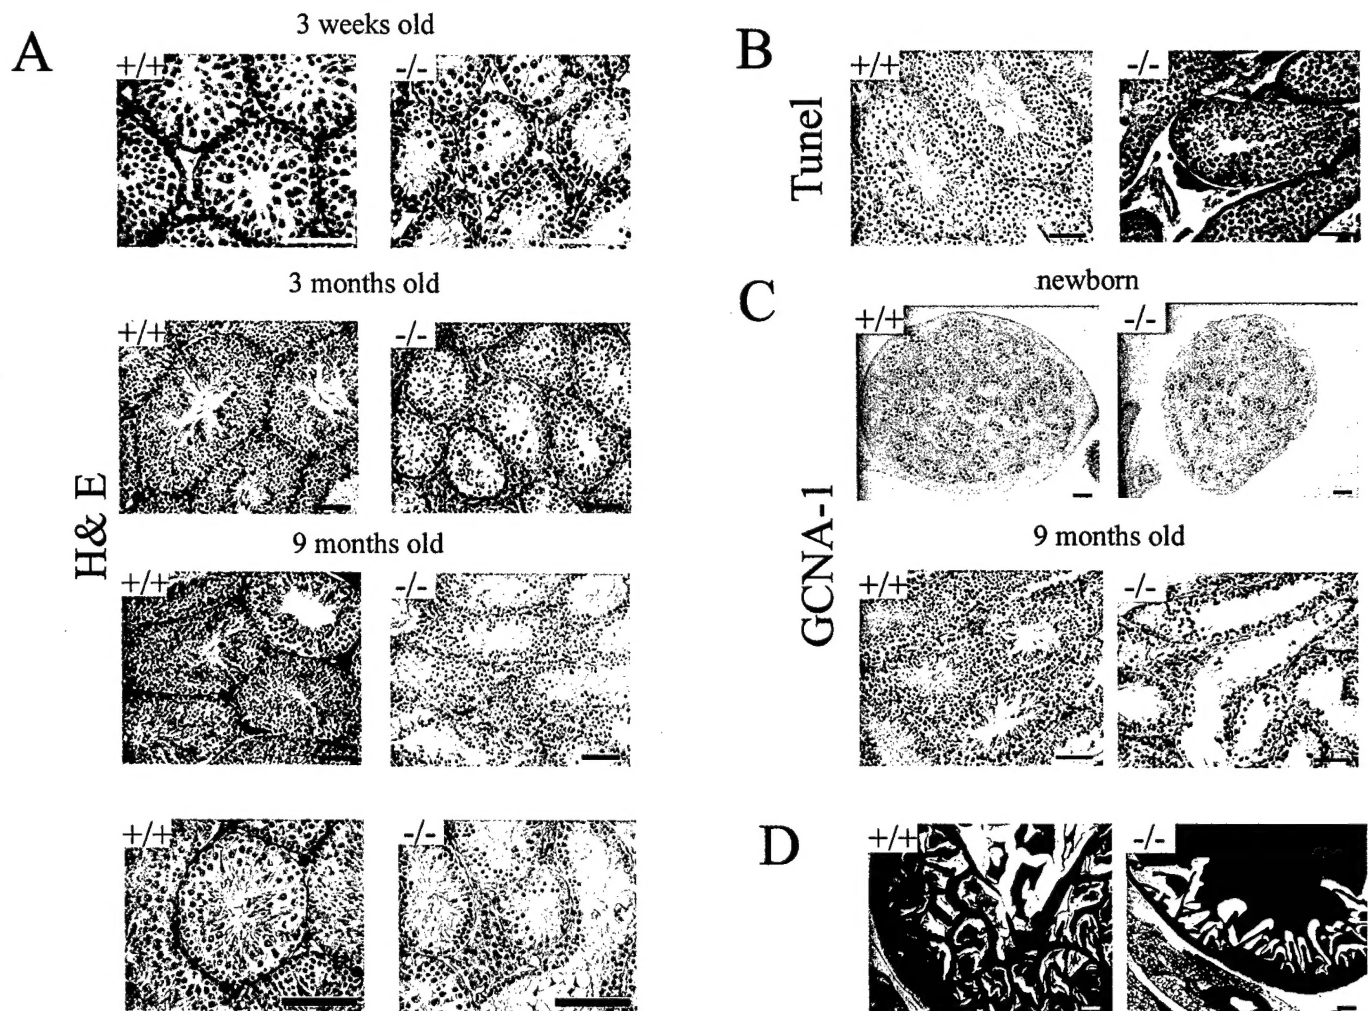 A
3 weeks old
+/+
-/-
3 months old
+/+
-/-
H& E
9 months old
+/+
-/-
+/+
-/-
B
Tunel
+/+
-/-
C
newborn
+/+
-/-
GCNA-1
9 months old
+/+
-/-
D
+/+
-/-